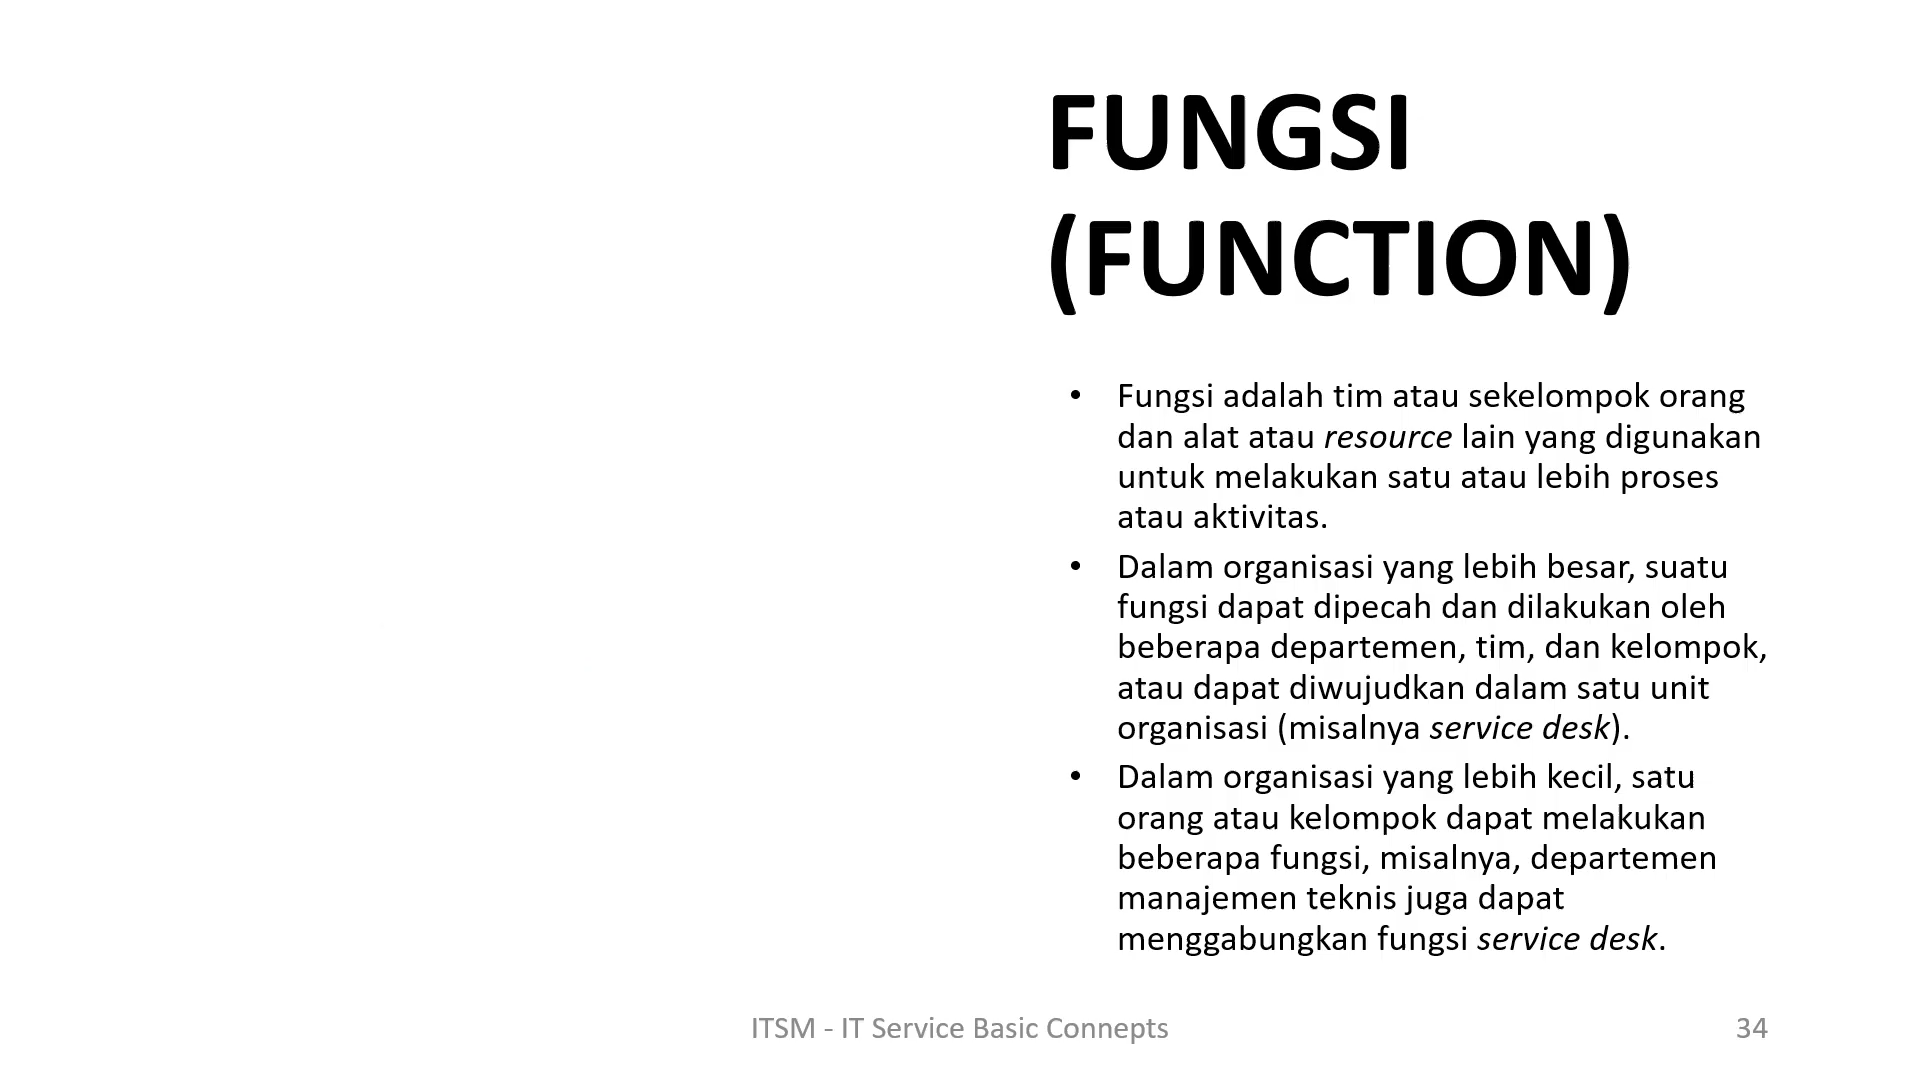 FUNGSI
(FUNCTION)
• Fungsi adalah tim atau sekelompok orang
dan alat atau resource lain yang digunakan
untuk melakukan satu atau lebih proses
atau aktivitas.
• Dalam organisasi yang lebih besar, suatu
fungsi dapat dipecah dan dilakukan oleh
beberapa departemen, tim, dan kelompok,
atau dapat diwujudkan dalam satu unit
organisasi (misalnya service desk).
• Dalam organisasi yang lebih kecil, satu
orang atau kelompok dapat melakukan
beberapa fungsi, misalnya, departemen
manajemen teknis juga dapat
menggabungkan fungsi service desk.
ITSM - IT Service Basic Connepts
34